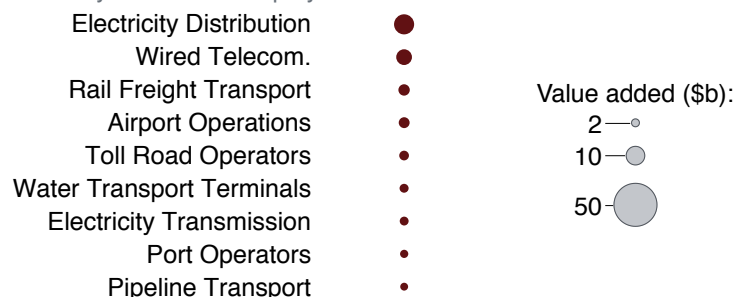 Electricity Distribution
Wired Telecom.
Rail Freight Transport
Airport Operations
Toll Road Operators
Water Transport Terminals
Electricity Transmission
Port Operators
Pipeline Transport
Value added ($b):
2
10
50